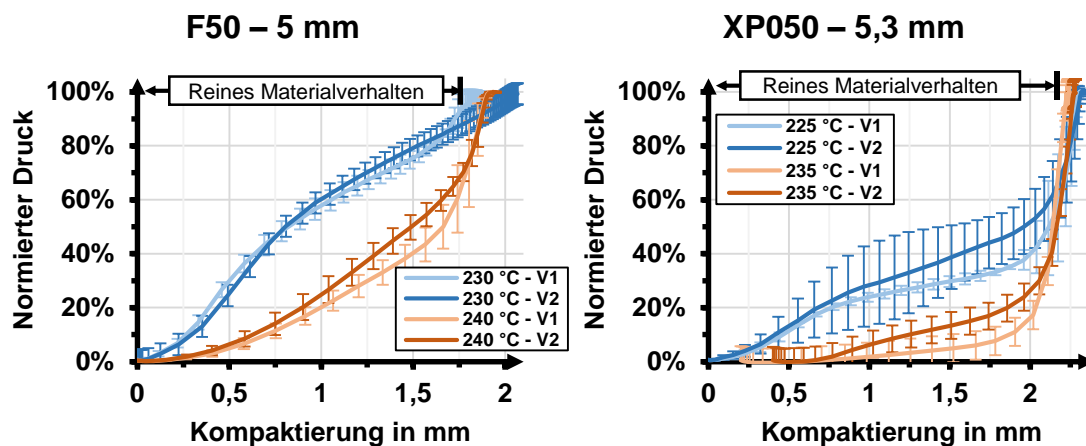 F50 – 5 mm
Reines Materialverhalten
100%
80%
60%
40%
20%
0%
Normierter Druck
230 °C - V1
230 °C - V2
240 °C - V1
240 °C - V2
0
0,5
1
1,5
2
Kompaktierung in mm
XP050 – 5,3 mm
Reines Materialverhalten
100%
80%
60%
40%
20%
0%
Normierter Druck
225 °C - V1
225 °C - V2
235 °C - V1
235 °C - V2
0
0,5
1
1,5
2
Kompaktierung in mm